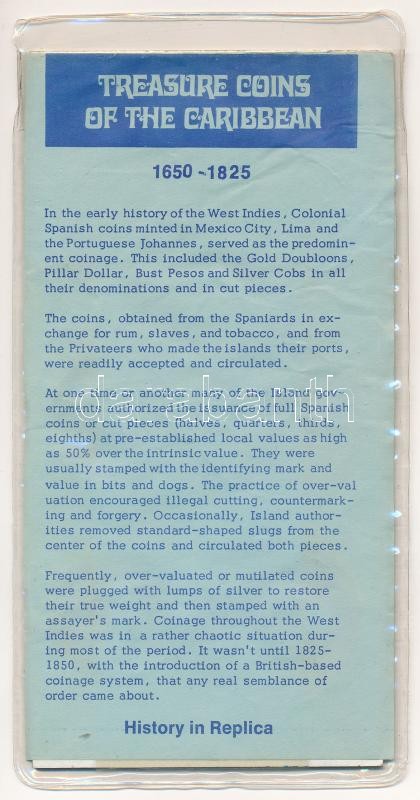 TREASURE COINS
OF THE CARIBBEAN
1650-1825
In the early history of the West Indies, Colonial
Spanish coins minted in Mexico City, Lima and
the Portuguese Johannes, served as the predomin-
ent coinage. This included the Gold Doubloons,
Pillar Dollar, Bust Pesos and Silver Cobs in all
their denominations and in cut pieces.
The coins, obtained from the Spaniards in ex-
change for rum, slaves, and tobacco, and from
the Privateers who made the islands their ports,
were readily accepted and circulated.
At one time or another many of the Island gov-
ernments authorized the issuance of full Spanish
coins or cut pieces (halves, quarters, thirds,
eighths) at pre-established local values as high
as 50% over the intrinsic value. They were
usually stamped with the identifying mark and
value in bits and dogs. The practice of over-val
uation encouraged illegal cutting, countermark-
ing and forgery. Occasionally, Island author-
ities removed standard-shaped slugs from the
center of the coins and circulated both pieces.
Frequently, over-valuated or mutilated coins
were plugged with lumps of silver to restore
their true weight and then stamped with an
assayer's mark. Coinage throughout the West
Indies was in a rather chaotic situation dur-
ing most of the period. It wasn't until 1825-
1850, with the introduction of a British-based
coinage system, that any real semblance of
order came about.
History in Replica
darabanth